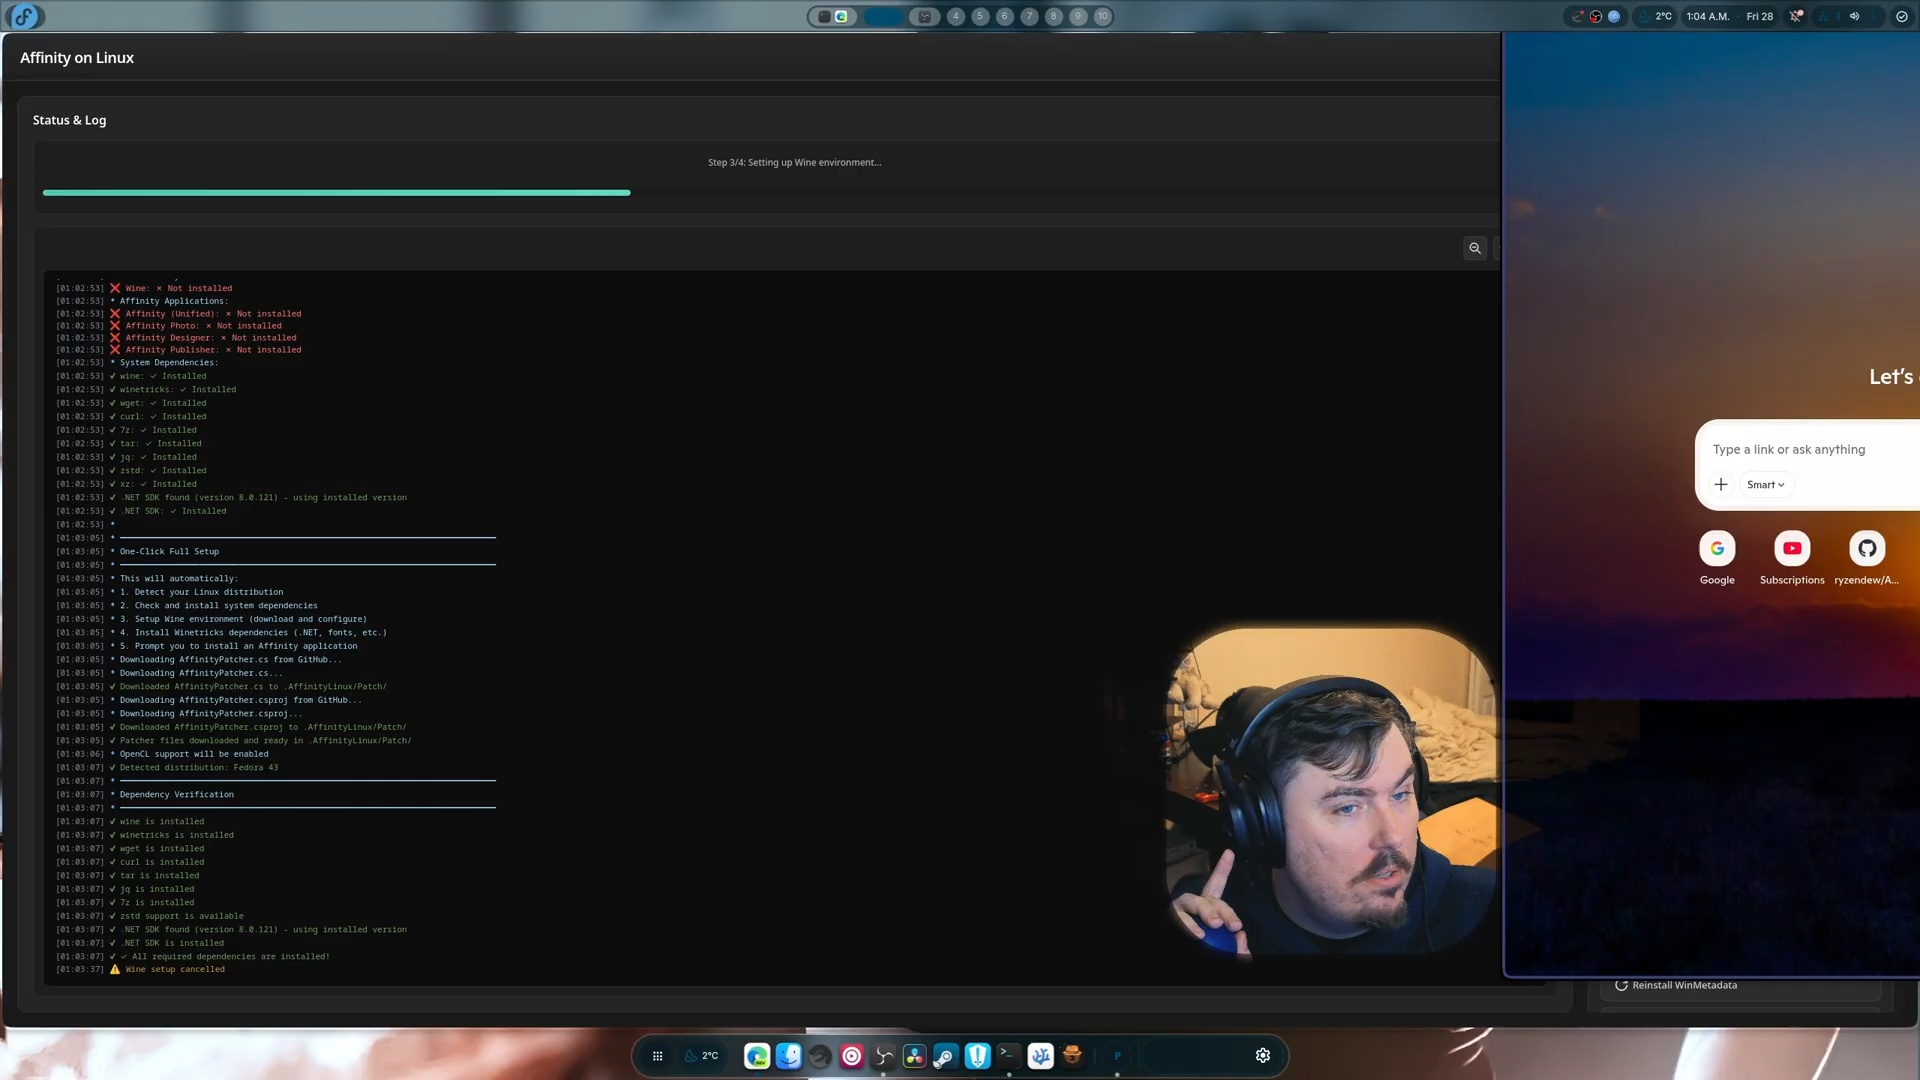 4
5
6
7
8
9
10
2°C
1:04 A.M.
Fri 28
Affinity on Linux
Status & Log
Step 3/4: Setting up Wine environment...
[01:02:53] ❌ Wine: × Not installed
[01:02:53] • Affinity Applications:
[01:02:53] ❌ Affinity (Unified): × Not installed
[01:02:53] ❌ Affinity Photo: × Not installed
[01:02:53] ❌ Affinity Designer: × Not installed
[01:02:53] ❌ Affinity Publisher: × Not installed
[01:02:53] • System Dependencies:
[01:02:53] ✓ wine: ✓ Installed
[01:02:53] ✓ winetricks: ✓ Installed
[01:02:53] ✓ wget: ✓ Installed
[01:02:53] ✓ curl: ✓ Installed
[01:02:53] ✓ 7z: ✓ Installed
[01:02:53] ✓ tar: ✓ Installed
[01:02:53] ✓ jq: ✓ Installed
[01:02:53] ✓ zstd: ✓ Installed
[01:02:53] ✓ xz: ✓ Installed
[01:02:53] ✓ .NET SDK found (version 8.0.121) - using installed version
[01:02:53] ✓ .NET SDK: ✓ Installed
[01:02:53] •
[01:03:05] •
[01:03:05] • One-Click Full Setup
[01:03:05] •
[01:03:05] • This will automatically:
[01:03:05] • 1. Detect your Linux distribution
[01:03:05] • 2. Check and install system dependencies
[01:03:05] • 3. Setup Wine environment (download and configure)
[01:03:05] • 4. Install Winetricks dependencies (.NET, fonts, etc.)
[01:03:05] • 5. Prompt you to install an Affinity application
[01:03:05] • Downloading AffinityPatcher.cs from GitHub...
[01:03:05] • Downloading AffinityPatcher.cs...
[01:03:05] ✓ Downloaded AffinityPatcher.cs to .AffinityLinux/Patch/
[01:03:05] • Downloading AffinityPatcher.csproj from GitHub...
[01:03:05] • Downloading AffinityPatcher.csproj...
[01:03:05] ✓ Downloaded AffinityPatcher.csproj to .AffinityLinux/Patch/
[01:03:05] ✓ Patcher files downloaded and ready in .AffinityLinux/Patch/
[01:03:06] • OpenCL support will be enabled
[01:03:07] ✓ Detected distribution: Fedora 43
[01:03:07] •
[01:03:07] • Dependency Verification
[01:03:07] •
[01:03:07] ✓ wine is installed
[01:03:07] ✓ winetricks is installed
[01:03:07] ✓ wget is installed
[01:03:07] ✓ curl is installed
[01:03:07] ✓ tar is installed
[01:03:07] ✓ jq is installed
[01:03:07] ✓ 7z is installed
[01:03:07] ✓ zstd support is available
[01:03:07] ✓ .NET SDK found (version 8.0.121) - using installed version
[01:03:07] ✓ .NET SDK is installed
[01:03:07] ✓ ✓ All required dependencies are installed!
[01:03:37] ⚠ Wine setup cancelled
Let's
Type a link or ask anything
Smart
Google
Subscriptions
ryzendew/A...
Reinstall WinMetadata
2°C
DEV
P